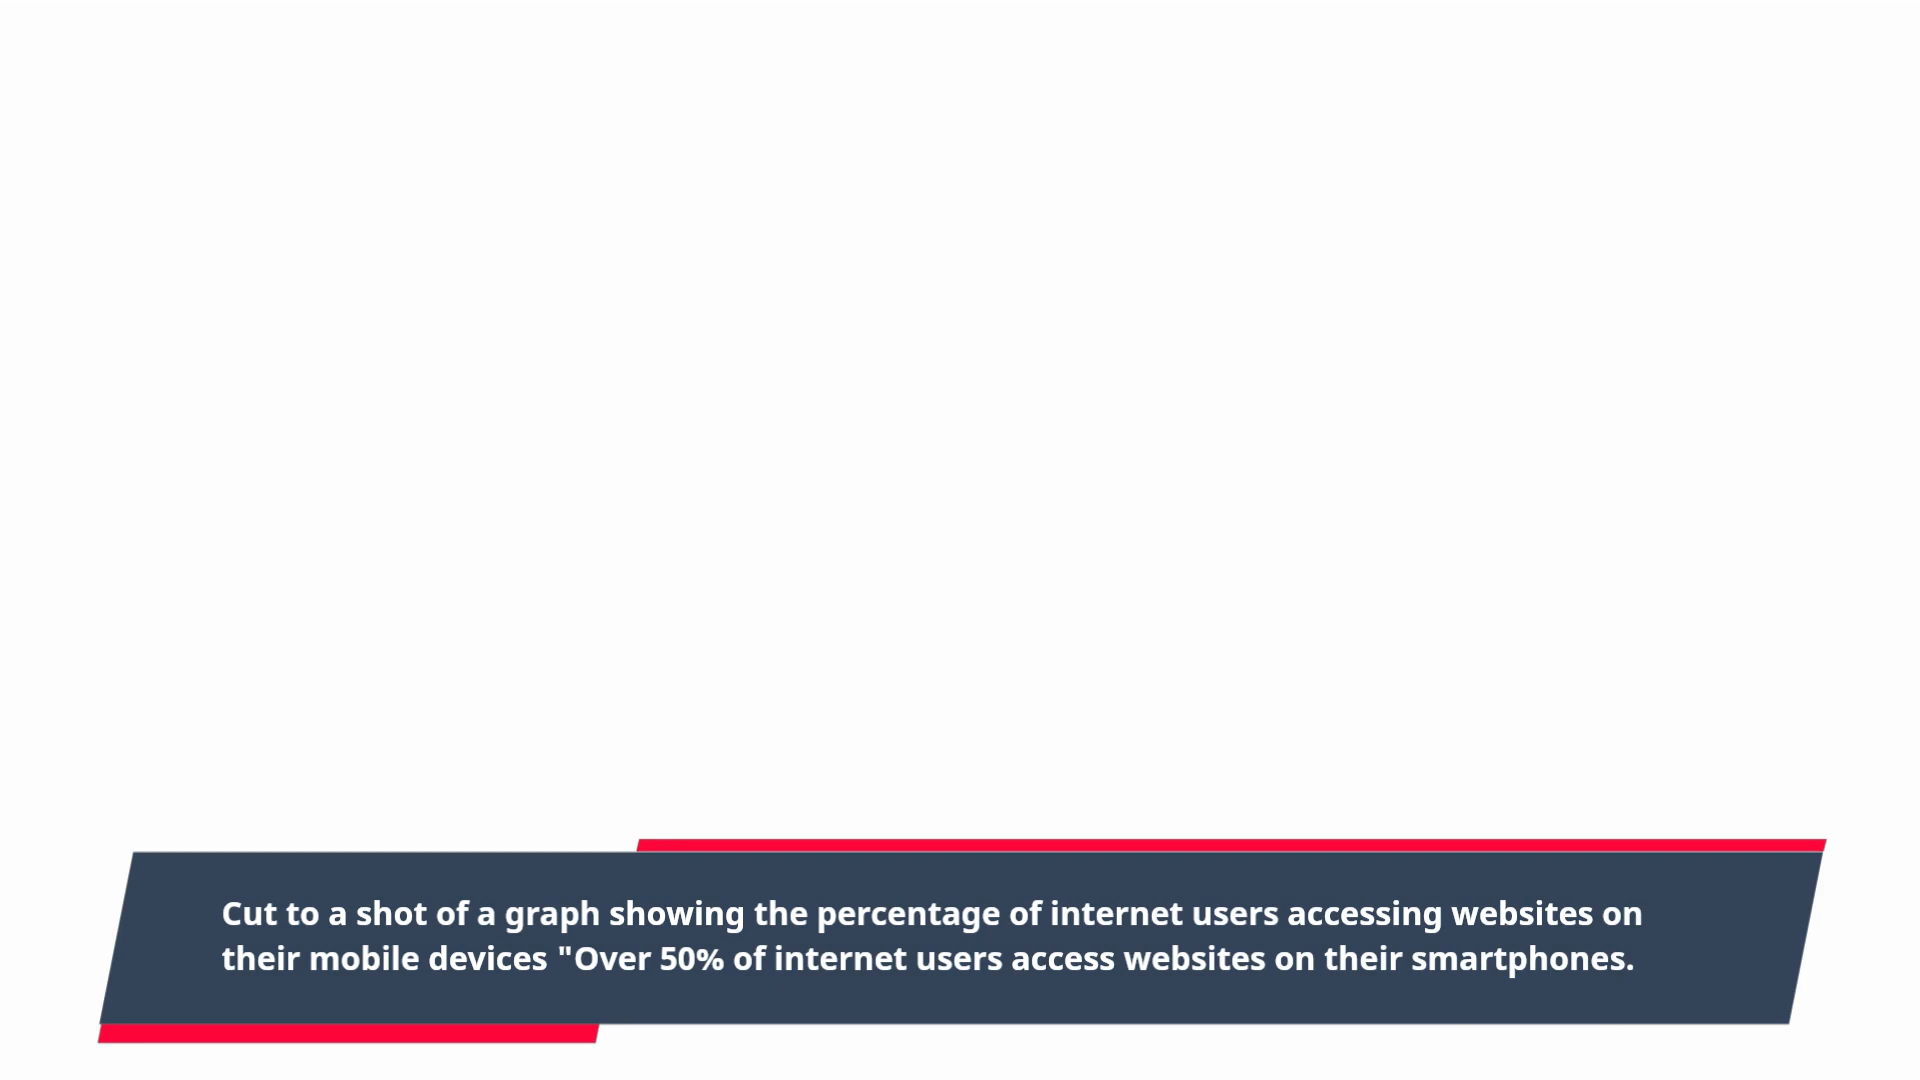 Cut to a shot of a graph showing the percentage of internet users accessing websites on
their mobile devices "Over 50% of internet users access websites on their smartphones.